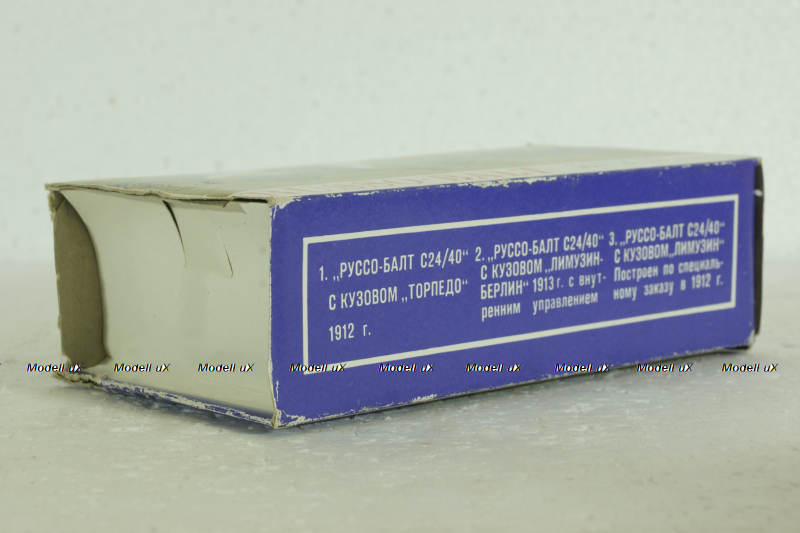 1. „РУССО-БАЛТ С24/40“
С КУЗОВОМ „ТОРПЕДО“
1912 г.
2. „РУССО-БАЛТ С24/40“
С КУЗОВОМ „ЛИМУЗИН-
БЕРЛИН“ 1913 г. с внут-
ренним управлением
3. „РУССО-БАЛТ С24/40“
С КУЗОВОМ „ЛИМУЗИН“
Построен по специаль-
ному заказу в 1912 г.
Modell uX Modell uX Modell uX Modell uX Modell uX Modell uX Modell uX Modell uX Modell uX